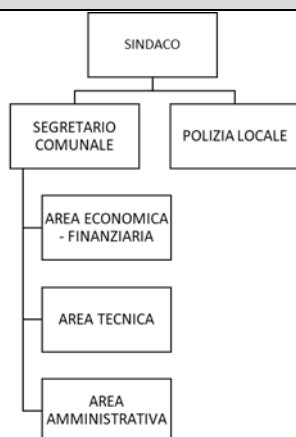 SINDACO
SEGRETARIO
COMUNALE
POLIZIA LOCALE
AREA ECONOMICA
- FINANZIARIA
AREA TECNICA
AREA
AMMINISTRATIVA